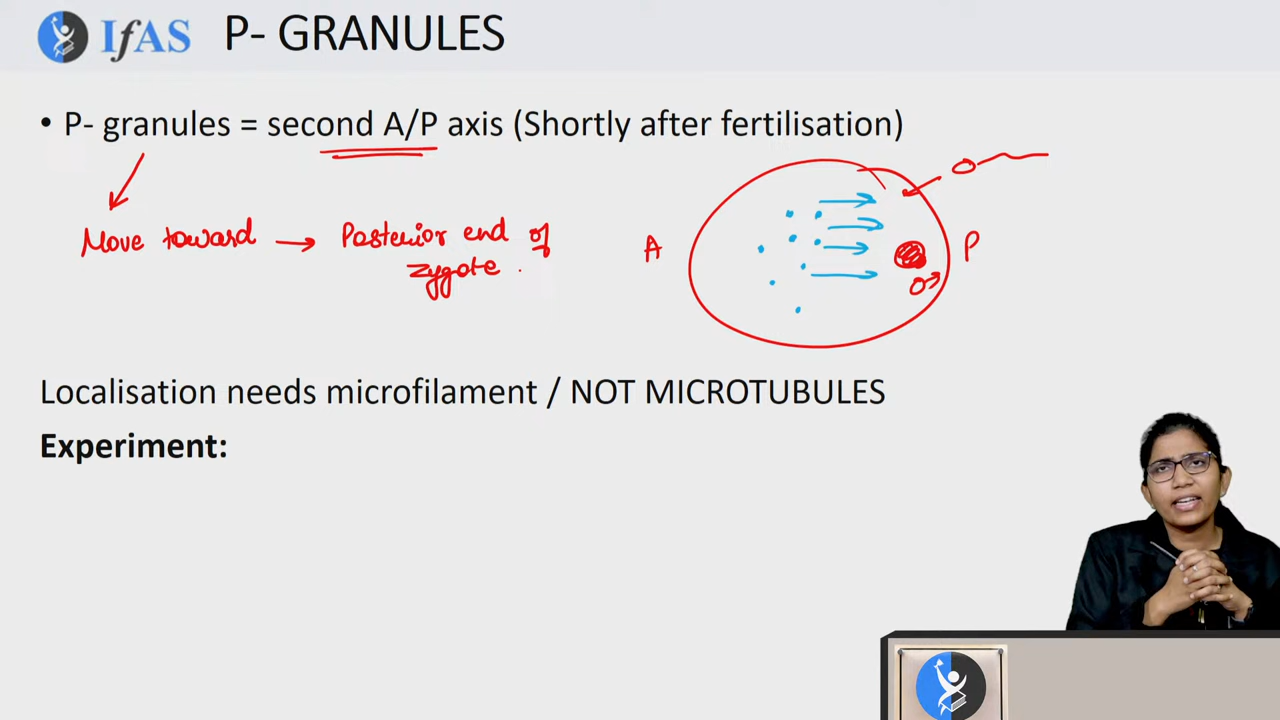 IfAS P- GRANULES
• P- granules = second A/P axis (Shortly after fertilisation)
Move toward → Posterior end of
zygote .
A
P
Localisation needs microfilament / NOT MICROTUBULES
Experiment: